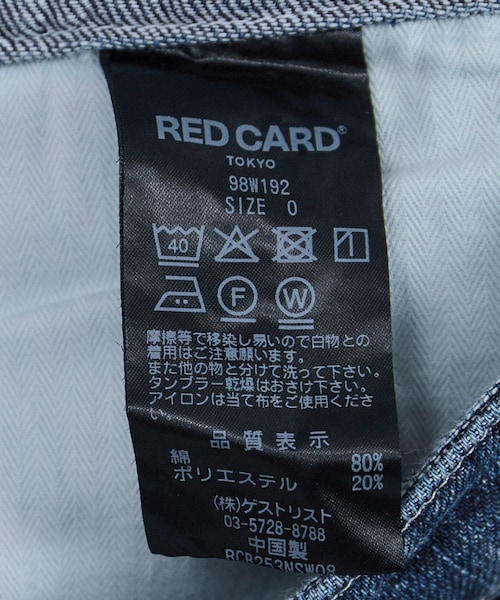 RED CARD®
TOKYO
98W192
SIZE 0
40
F W
摩擦等で移染し易いので白物との
着用はご注意願います。
また他の物と分けて洗って下さい。
タンブラー乾燥はおさけ下さい。
アイロンは当て布をご使用くださ
い
品質表示
綿 80%
ポリエステル 20%
(株)ゲストリスト
03-5728-8788
中国製
RCB253NSW08